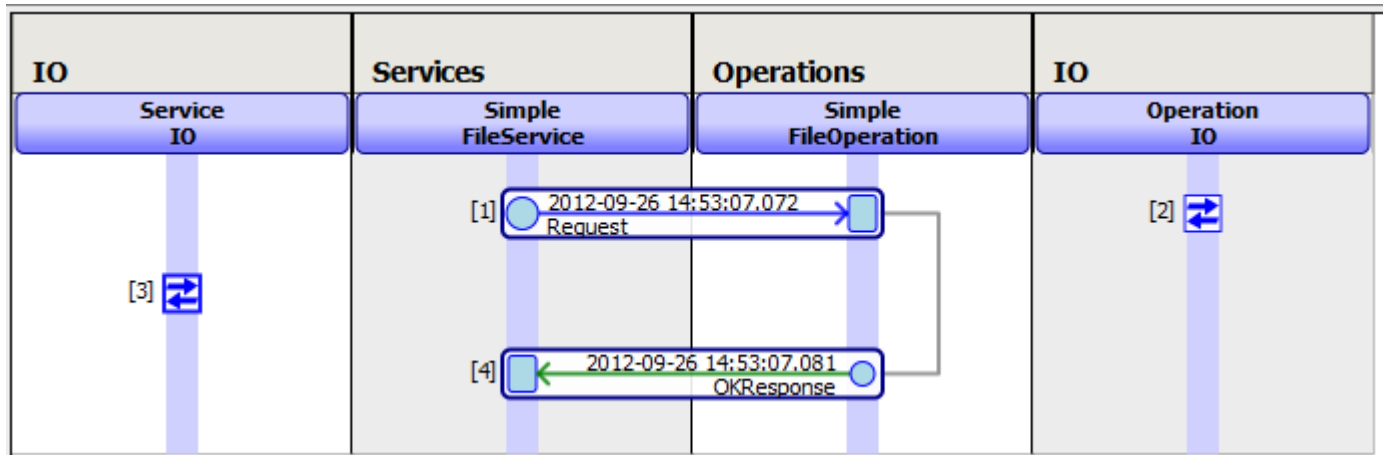 IO
Services
Operations
IO
Service
IO
Simple
FileService
Simple
FileOperation
Operation
IO
[1]
2012-09-26 14:53:07.072
Request
[2]
[3]
[4]
2012-09-26 14:53:07.081
OKResponse